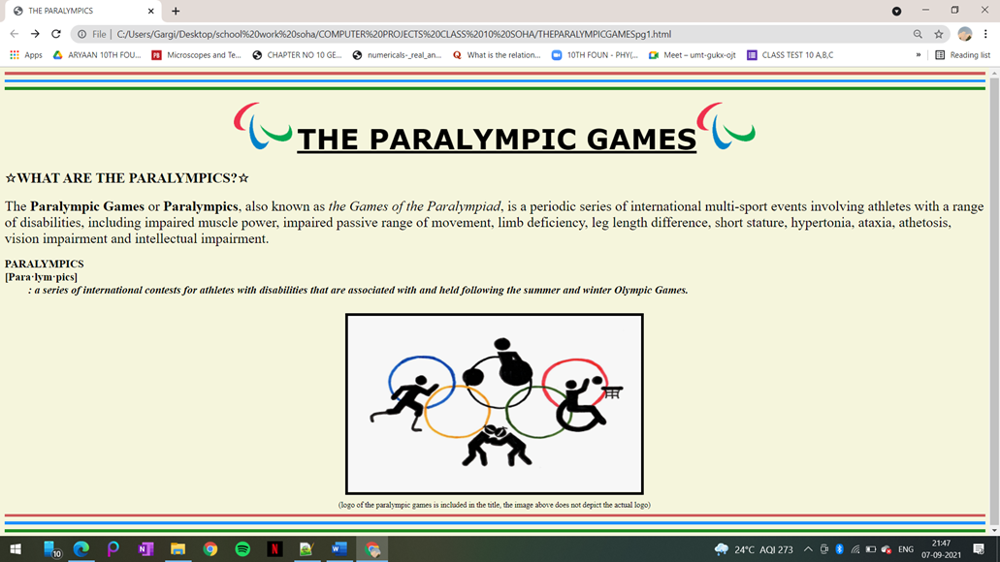 THE PARALYMPICS
File | C:/Users/Gargi/Desktop/school%20work%20soha/COMPUTER%20PROJECTS%20CLASS%2010%20SOHA/THEPARALYMPICGAMESpg1.html
Apps ARYAAN 10TH FOU... Microscopes and Te... CHAPTER NO 10 GE... numericals-_real_an... What is the relation... 10TH FOUN - PHY(... Meet – umt-gukx-ojt CLASS TEST 10 A,B,C » Reading list
THE PARALYMPIC GAMES
☆WHAT ARE THE PARALYMPICS?☆
The Paralympic Games or Paralympics, also known as the Games of the Paralympiad, is a periodic series of international multi-sport events involving athletes with a range
of disabilities, including impaired muscle power, impaired passive range of movement, limb deficiency, leg length difference, short stature, hypertonia, ataxia, athetosis,
vision impairment and intellectual impairment.
PARALYMPICS
[Para·lym·pics]
: a series of international contests for athletes with disabilities that are associated with and held following the summer and winter Olympic Games.
(logo of the paralympic games is included in the title, the image above does not depict the actual logo)
10 24°C AQI 273 ENG 21:47
07-09-2021